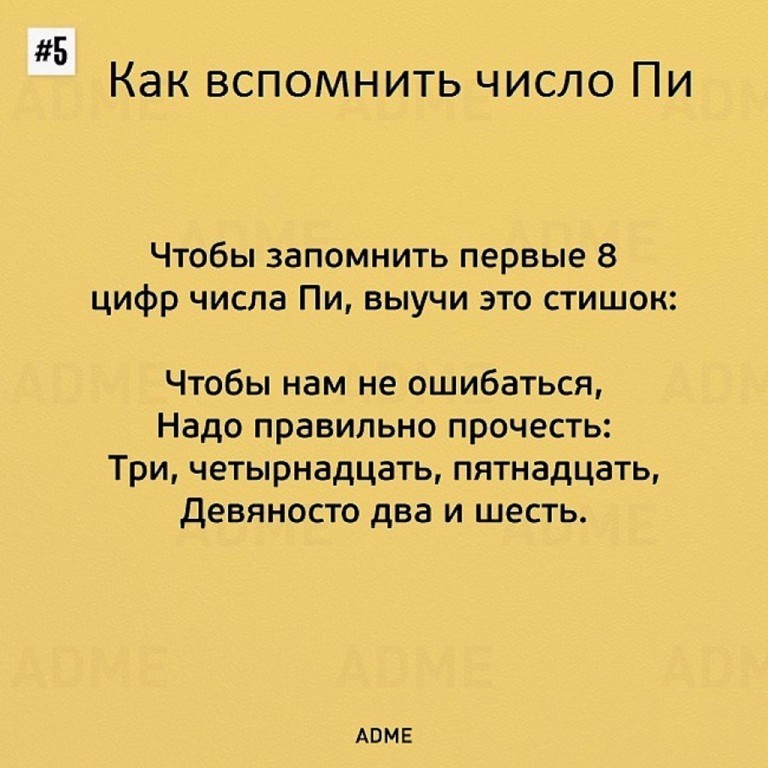 #5
Как вспомнить число Пи
Чтобы запомнить первые 8
цифр числа Пи, выучи это стишок:
Чтобы нам не ошибаться,
Надо правильно прочесть:
Три, четырнадцать, пятнадцать,
Девяносто два и шесть.
ADME